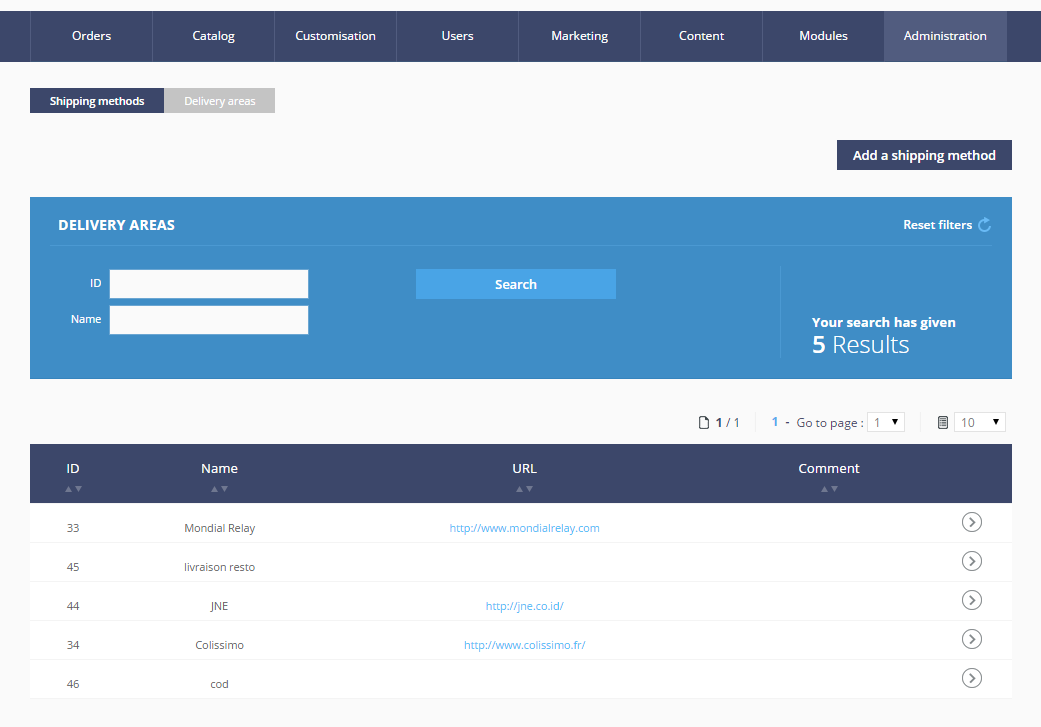 Orders Catalog Customisation Users Marketing Content Modules Administration
Shipping methods Delivery areas
Add a shipping method
DELIVERY AREAS Reset filters
ID Search
Name
Your search has given
5 Results
1 / 1 1 - Go to page : 1 10
ID Name URL Comment
33 Mondial Relay http://www.mondialrelay.com
45 livraison resto
44 JNE http://jne.co.id/
34 Colissimo http://www.colissimo.fr/
46 cod